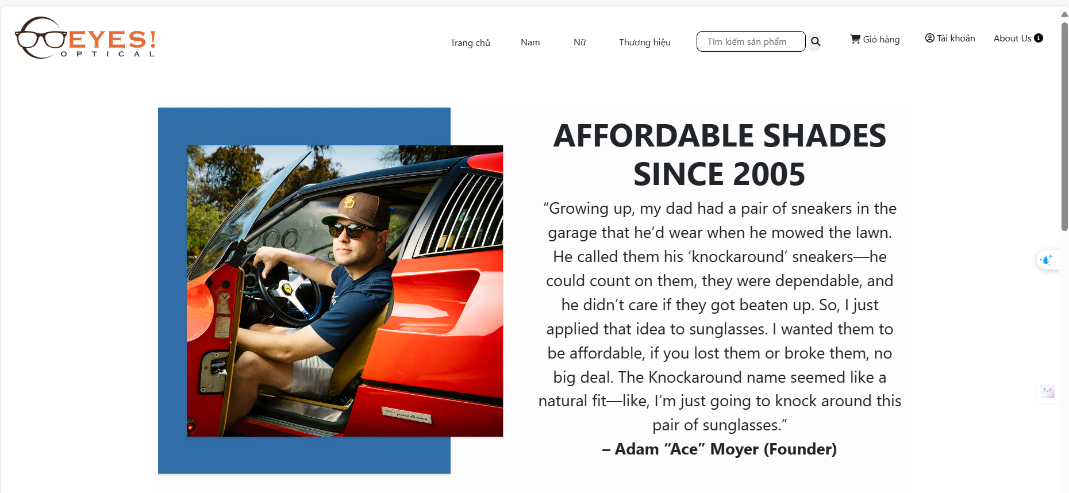 EYES!
OPTICAL
Trang chủ
Nam
Nữ
Thương hiệu
Tìm kiếm sản phẩm
Giỏ hàng
Tài khoản
About Us
AFFORDABLE SHADES
SINCE 2005
“Growing up, my dad had a pair of sneakers in the
garage that he’d wear when he mowed the lawn.
He called them his ‘knockaround’ sneakers—he
could count on them, they were dependable, and
he didn’t care if they got beaten up. So, I just
applied that idea to sunglasses. I wanted them to
be affordable, if you lost them or broke them, no
big deal. The Knockaround name seemed like a
natural fit—like, I’m just going to knock around this
pair of sunglasses.”
– Adam “Ace” Moyer (Founder)